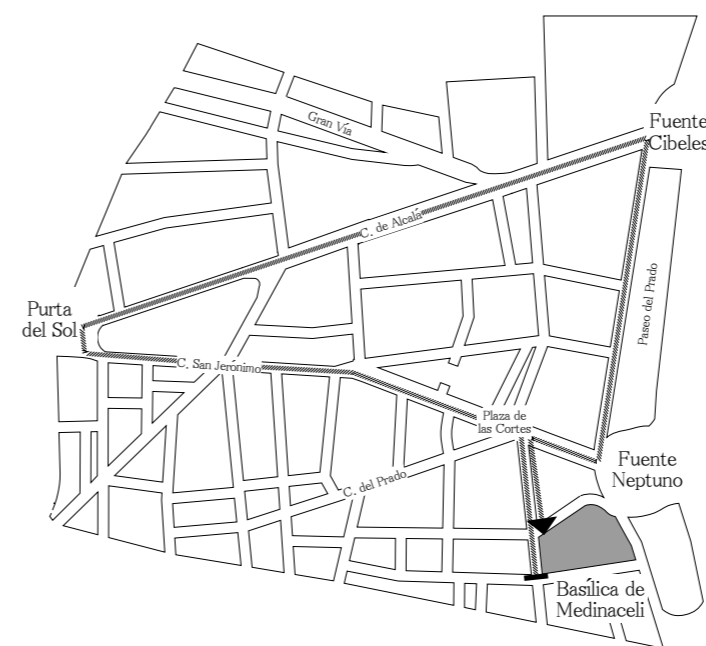 Gran Vía
Fuente
Cibeles
C. de Alcalá
Paseo del Prado
Purta
del Sol
C. San Jerónimo
Plaza de
las Cortes
C. del Prado
Fuente
Neptuno
Basílica de
Medinaceli